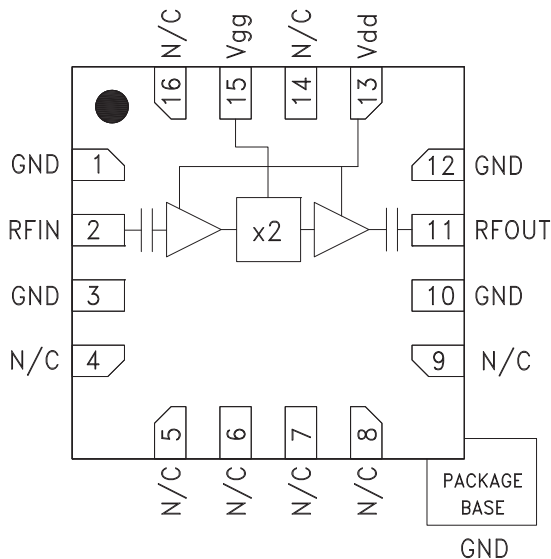 N/C Vgg N/C Vdd
16 15 14 13
GND 1 12 GND
RFIN 2 x2 11 RFOUT
GND 3 10 GND
N/C 4 9 N/C
5 6 7 8
N/C N/C N/C N/C
PACKAGE
BASE
GND